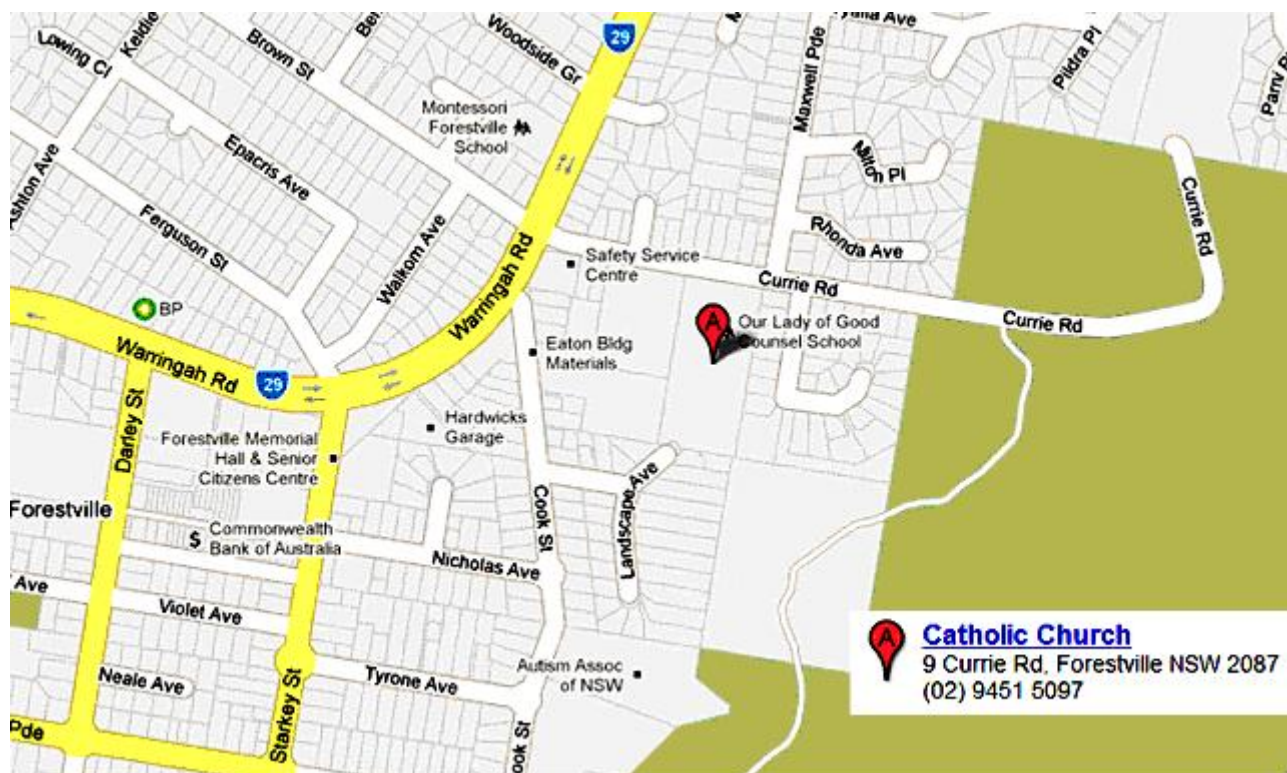 29
Woodside Gr
Maxwell Pde
Pildra Pl
Lowing Cl
Brown St
Montessori
Forestville
School
Epacris Ave
Milton Pl
Ashton Ave
Ferguson St
Walkom Ave
Warringah Rd
Rhonda Ave
Currie Rd
Safety Service
Centre
Currie Rd
Currie Rd
BP
A
Our Lady of Good
Counsel School
Eaton Bldg
Materials
Warringah Rd
29
Darley St
Hardwicks
Garage
Forestville Memorial
Hall & Senior
Citizens Centre
Forestville
$
Commonwealth
Bank of Australia
Cook St
Landscape Ave
Nicholas Ave
Ave
Violet Ave
Neale Ave
Tyrone Ave
Autism Assoc
of NSW
Starkey St
Pde
ook St
A
Catholic Church
9 Currie Rd, Forestville NSW 2087
(02) 9451 5097